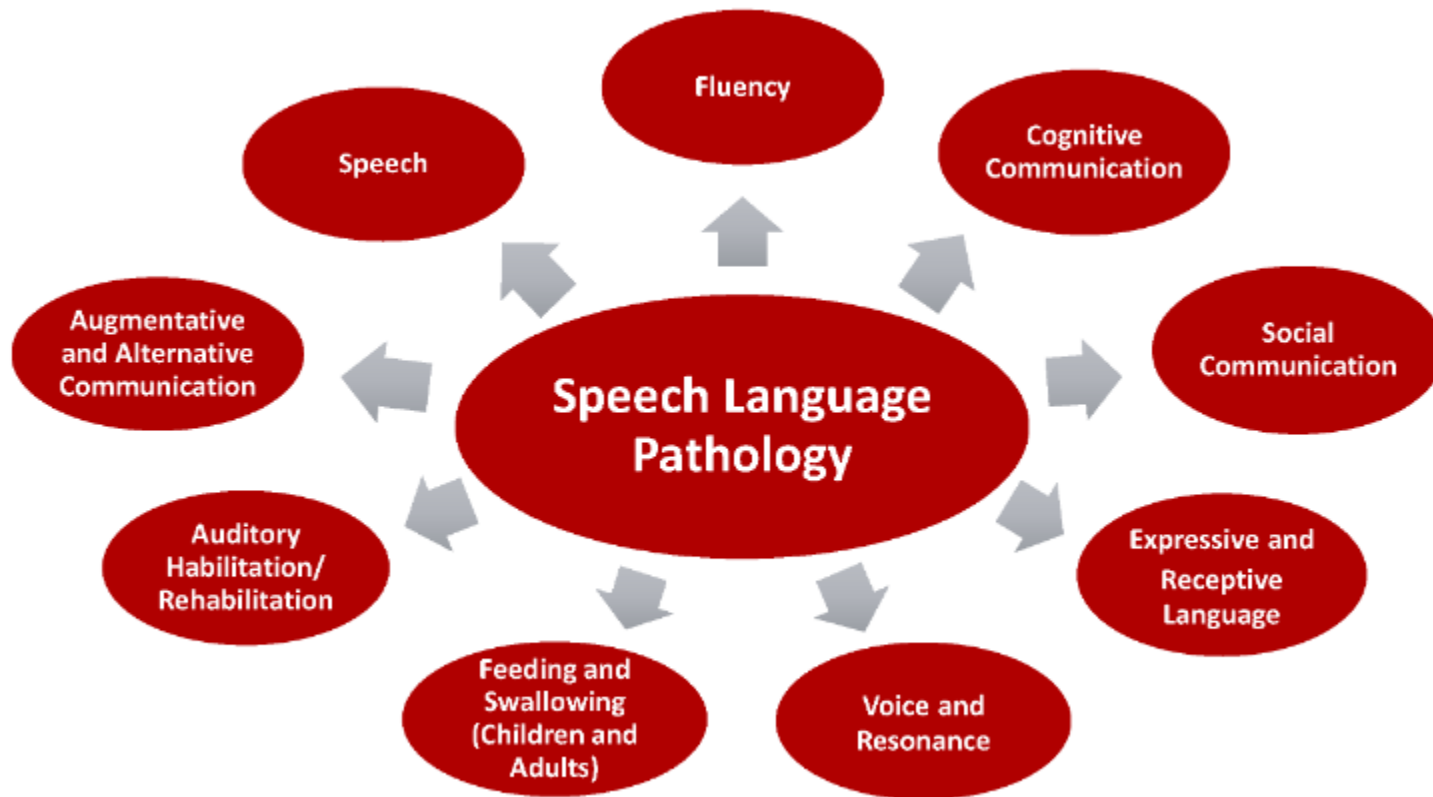 Fluency
Speech
Cognitive
Communication
Augmentative
and Alternative
Communication
Social
Communication
Speech Language
Pathology
Auditory
Habilitation/
Rehabilitation
Expressive and
Receptive
Language
Feeding and
Swallowing
(Children and
Adults)
Voice and
Resonance